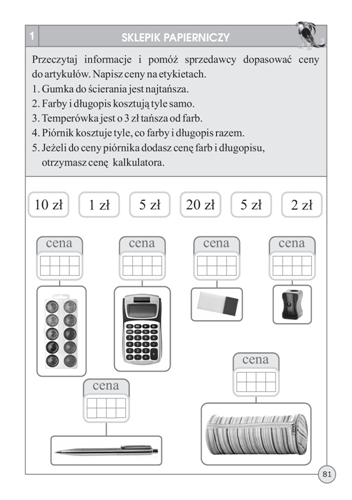 1 SKLEPIK PAPIERNICZY
Przeczytaj informacje i pomóż sprzedawcy dopasować ceny
do artykułów. Napisz ceny na etykietach.
1. Gumka do ścierania jest najtańsza.
2. Farby i długopis kosztują tyle samo.
3. Temperówka jest o 3 zł tańsza od farb.
4. Piórnik kosztuje tyle, co farby i długopis razem.
5. Jeżeli do ceny piórnika dodasz cenę farb i długopisu,
otrzymasz cenę kalkulatora.
10 zł 1 zł 5 zł 20 zł 5 zł 2 zł
cena cena cena cena
cena cena
81